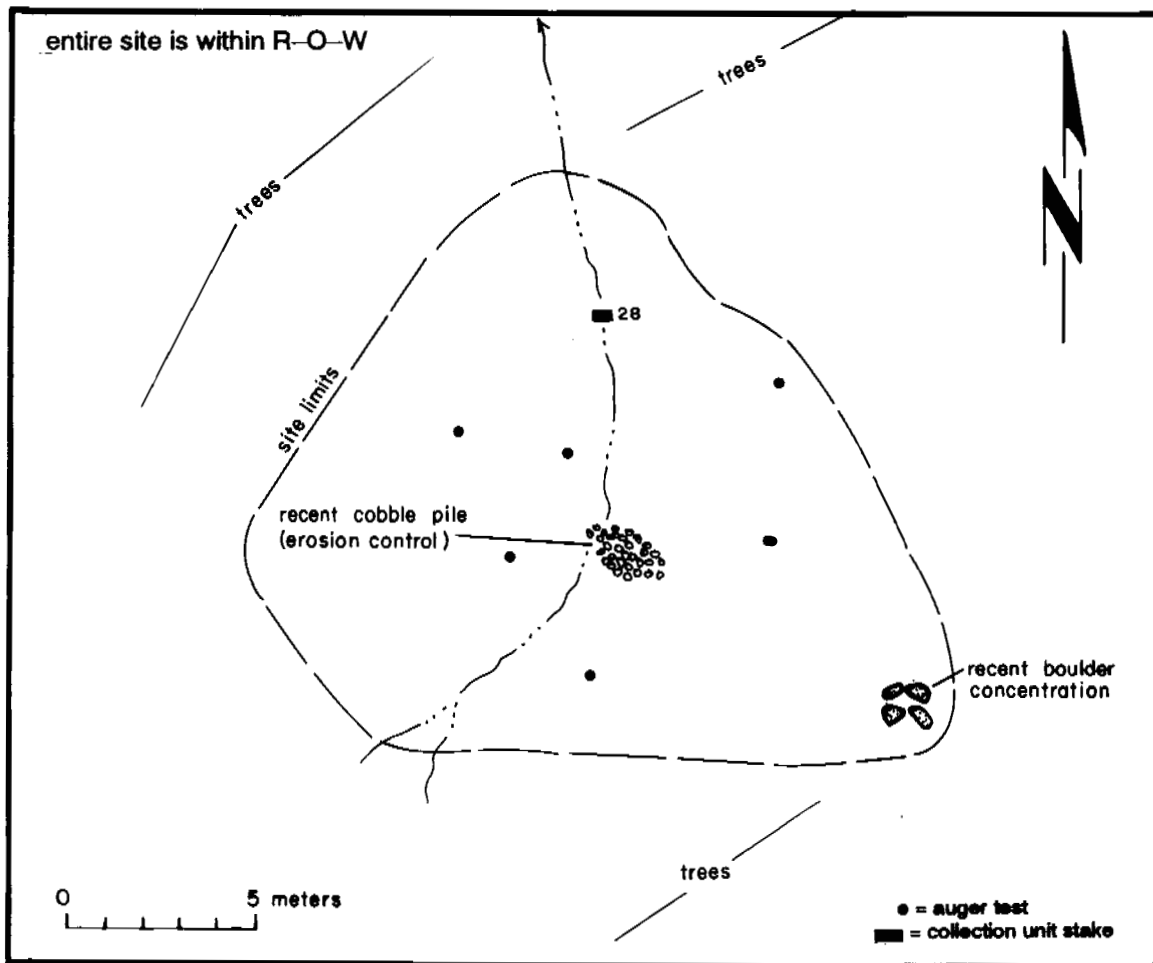 entire site is within R-O-W
trees
trees
N
28
site limits
recent cobble pile
(erosion control)
recent boulder
concentration
trees
0 5 meters
● = auger test
■ = collection unit stake